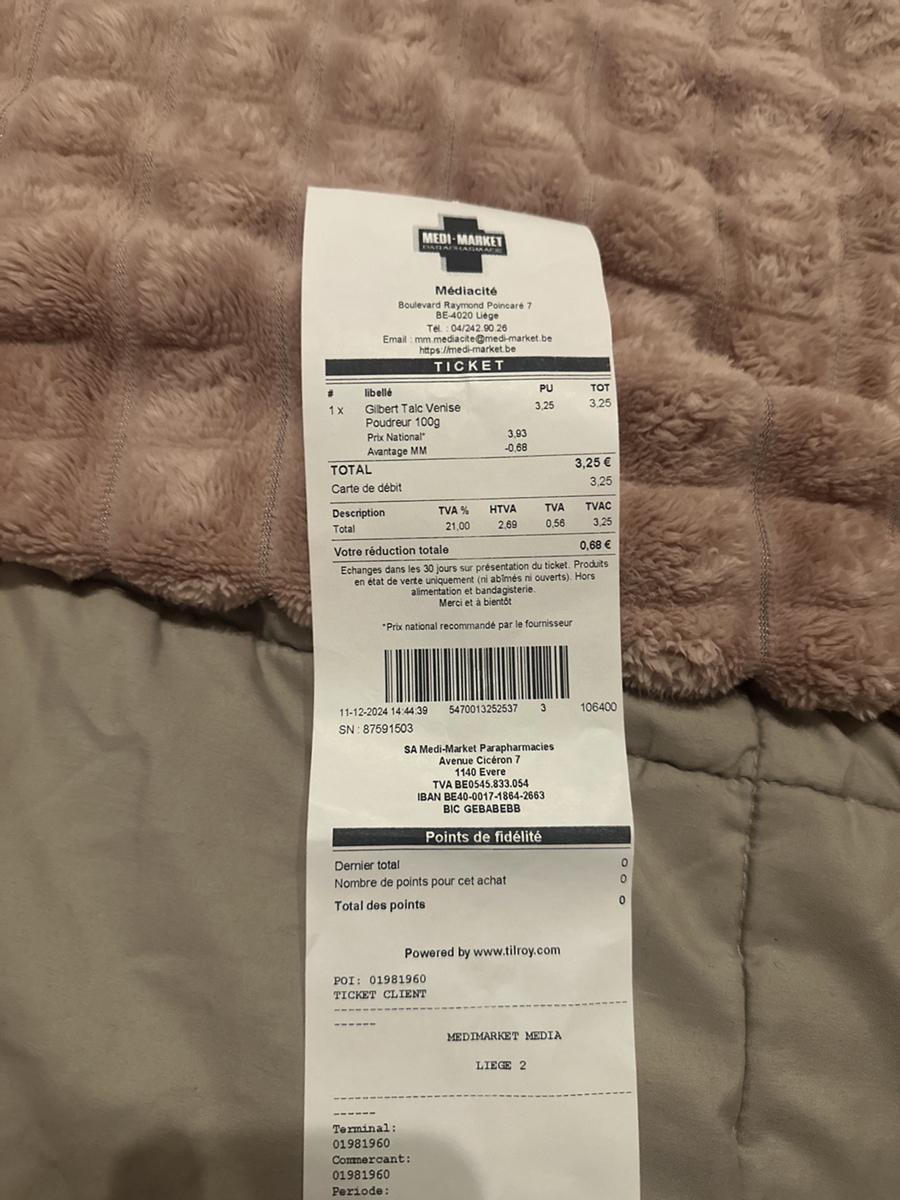 MEDI-MARKET
PARAPHARMACIE
Médiacité
Boulevard Raymond Poincaré 7
BE-4020 Liège
Tél. : 04/242.90.26
Email : mm.mediacite@medi-market.be
https://medi-market.be
TICKET
# libellé PU TOT
1 x Gilbert Talc Venise 3,25 3,25
Poudreur 100g
Prix National* 3,93
Avantage MM -0,68
TOTAL 3,25 €
Carte de débit 3,25
Description TVA % HTVA TVA TVAC
Total 21,00 2,69 0,56 3,25
Votre réduction totale 0,68 €
Echanges dans les 30 jours sur présentation du ticket. Produits
en état de vente uniquement (ni abîmés ni ouverts). Hors
alimentation et bandagisterie.
Merci et à bientôt
*Prix national recommandé par le fournisseur
11-12-2024 14:44:39 5470013252537 3 106400
SN : 87591503
SA Medi-Market Parapharmacies
Avenue Cicéron 7
1140 Evere
TVA BE0545.833.054
IBAN BE40-0017-1864-2663
BIC GEBABEBB
Points de fidélité
Dernier total 0
Nombre de points pour cet achat 0
Total des points 0
Powered by www.tilroy.com
POI: 01981960
TICKET CLIENT
MEDIMARKET MEDIA
LIEGE 2
Terminal:
01981960
Commercant:
01981960
Periode: